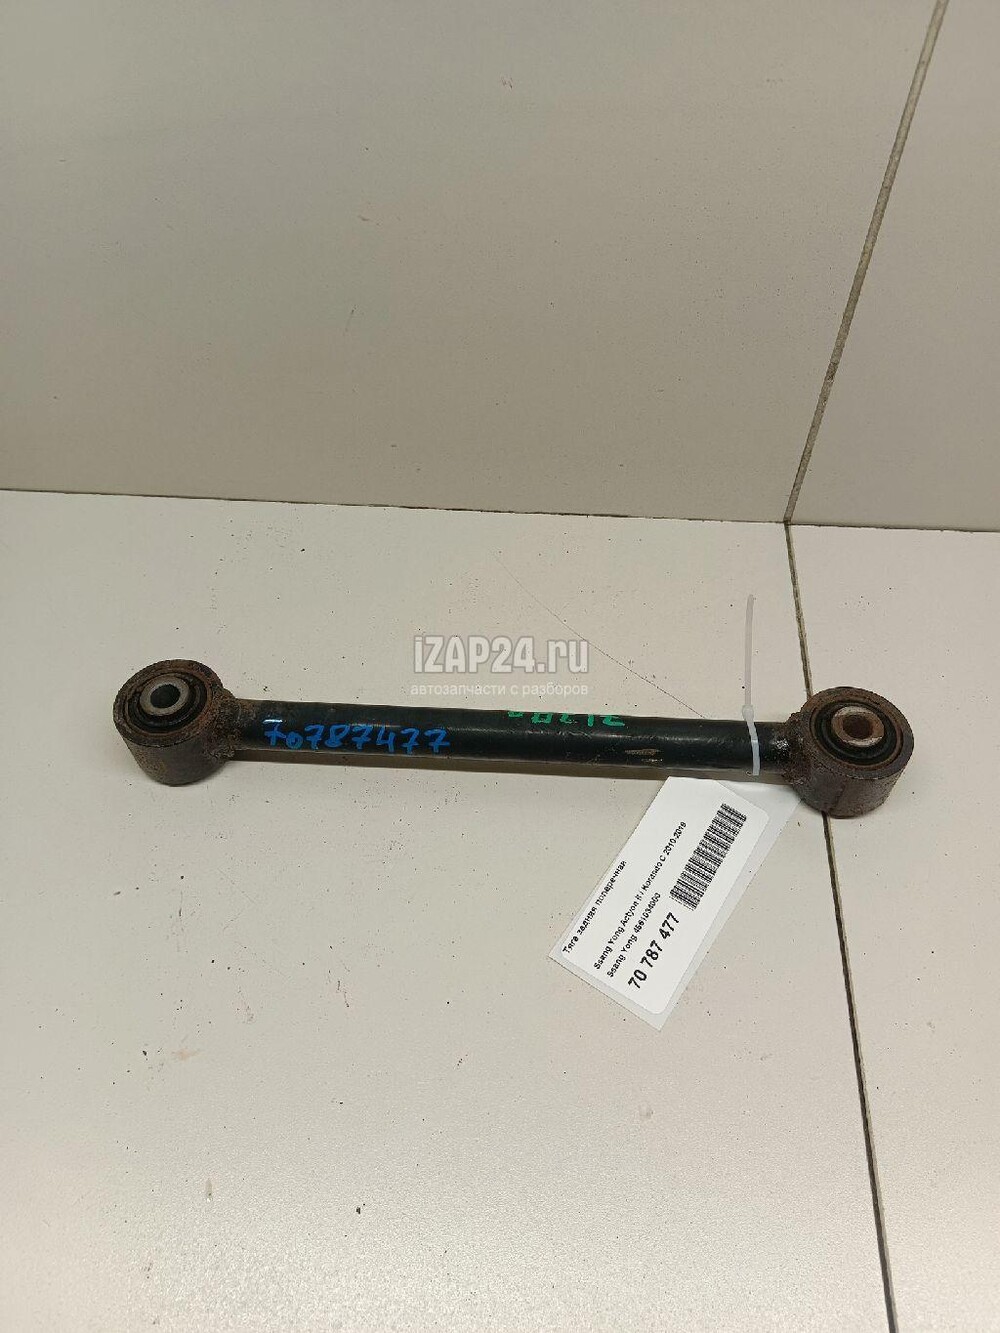 iZAP24.ru
автозапчасти с разборов
70787477
Тяга задняя поперечная
Ssang Yong Actyon II / Korando C 2010-2019
Ssang Yong 4561034000
70 787 477